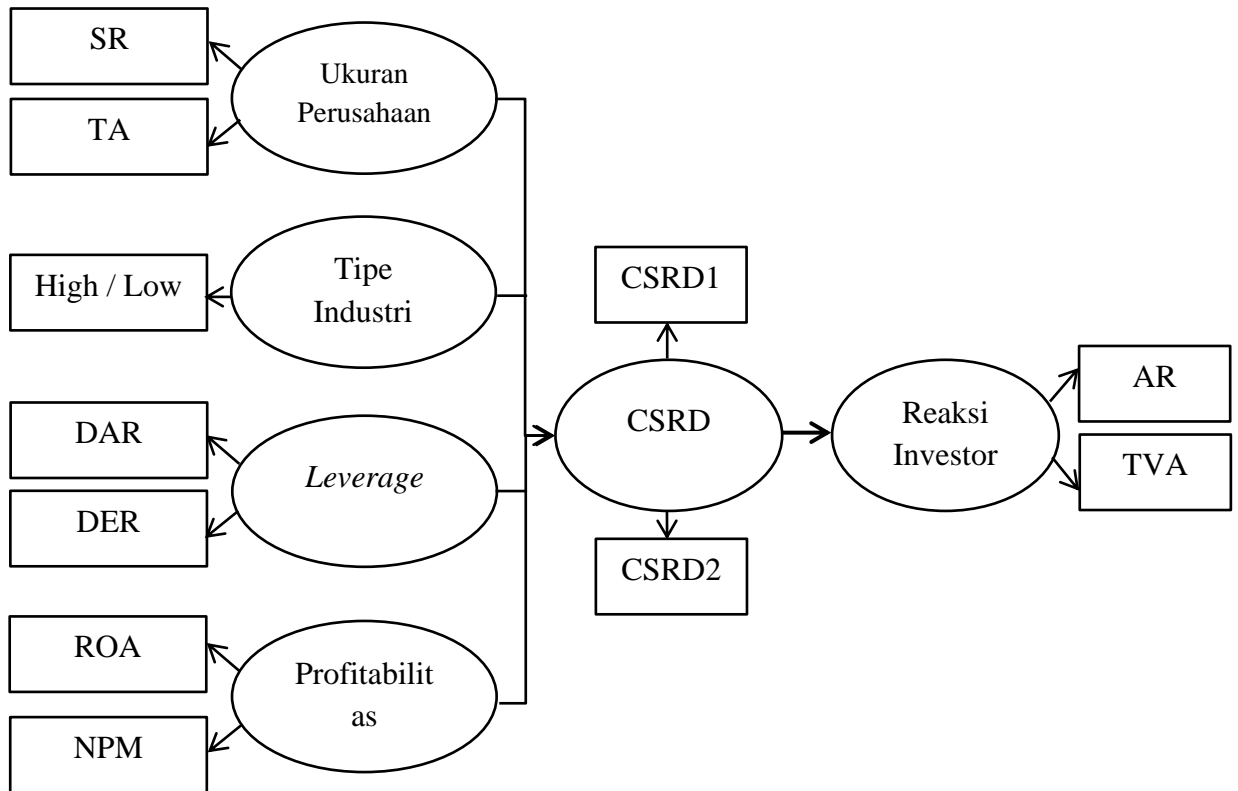 SR
TA
Ukuran
Perusahaan
High / Low
Tipe
Industri
DAR
DER
Leverage
ROA
NPM
Profitabilit
as
CSRD1
CSRD
CSRD2
Reaksi
Investor
AR
TVA